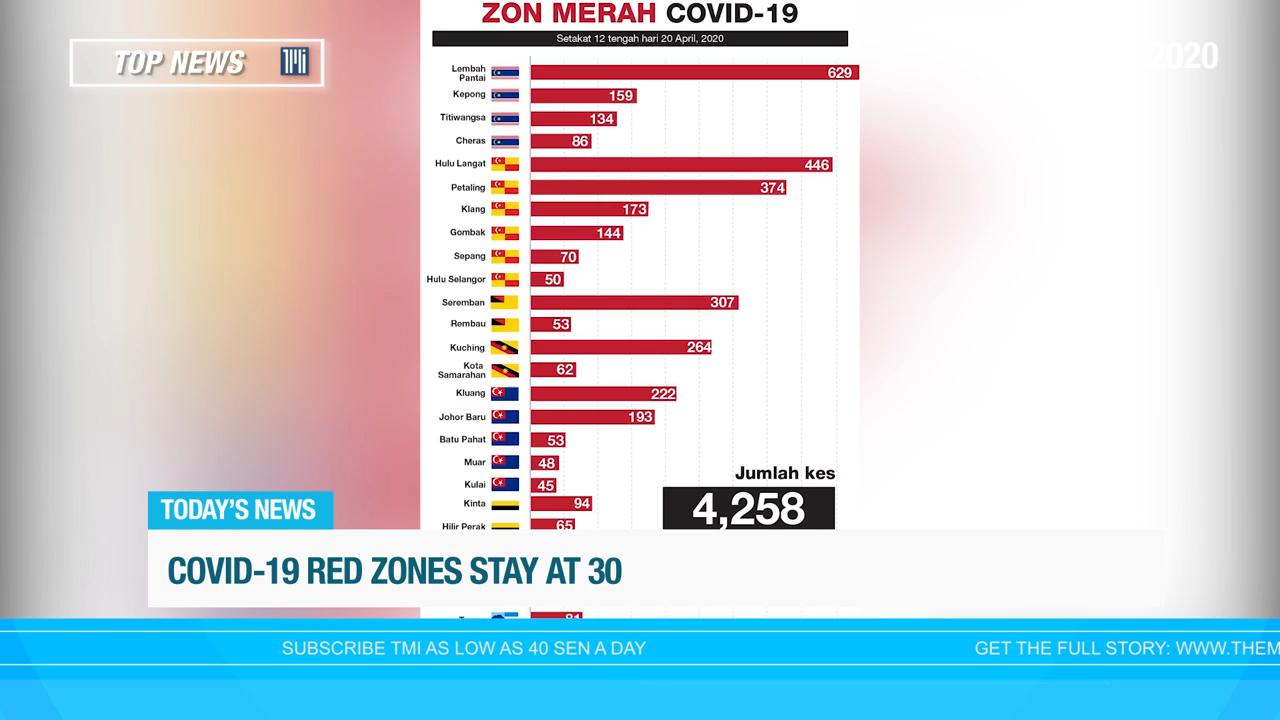 ZON MERAH COVID-19
Setakat 12 tengah hari 20 April, 2020
TOP NEWS
TMI
2020
Lembah
Pantai
629
Kepong 159
Titiwangsa 134
Cheras 86
Hulu Langat 446
Petaling 374
Klang 173
Gombak 144
Sepang 70
Hulu Selangor 50
Seremban 307
Rembau 53
Kuching 264
Kota
Samarahan
62
Kluang 222
Johor Baru 193
Batu Pahat 53
Muar 48
Kulai 45
Kinta 94
Hilir Perak 65
81
Jumlah kes
4,258
TODAY'S NEWS
COVID-19 RED ZONES STAY AT 30
SUBSCRIBE TMI AS LOW AS 40 SEN A DAY
GET THE FULL STORY: WWW.THEM